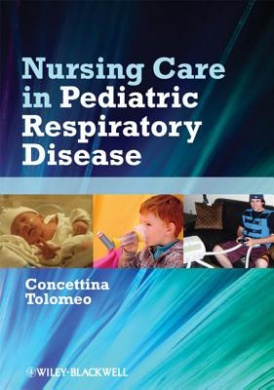 Nursing Care
in Pediatric
Respiratory
Disease
Concettina
Tolomeo
WILEY-BLACKWELL